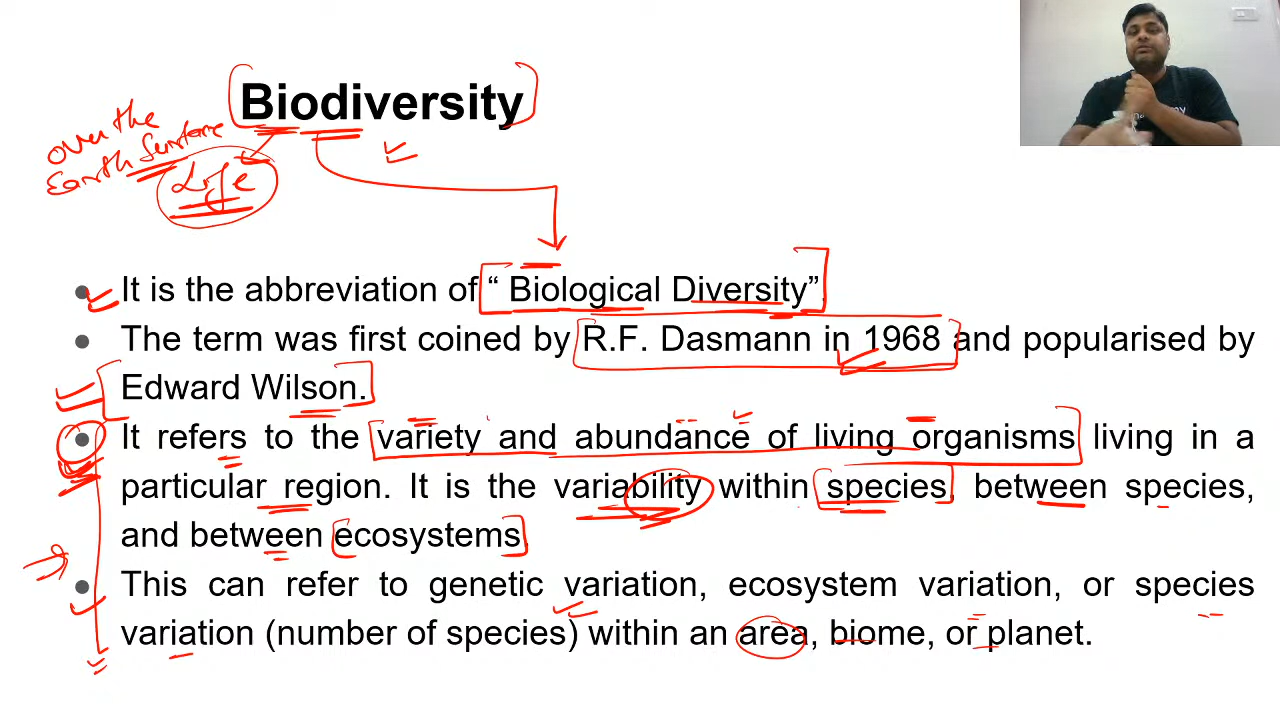 Biodiversity
over the
Earth Surface
Life
● It is the abbreviation of “ Biological Diversity”.
● The term was first coined by R.F. Dasmann in 1968 and popularised by
Edward Wilson.
● It refers to the variety and abundance of living organisms living in a
particular region. It is the variability within species, between species,
and between ecosystems.
● This can refer to genetic variation, ecosystem variation, or species
variation (number of species) within an area, biome, or planet.